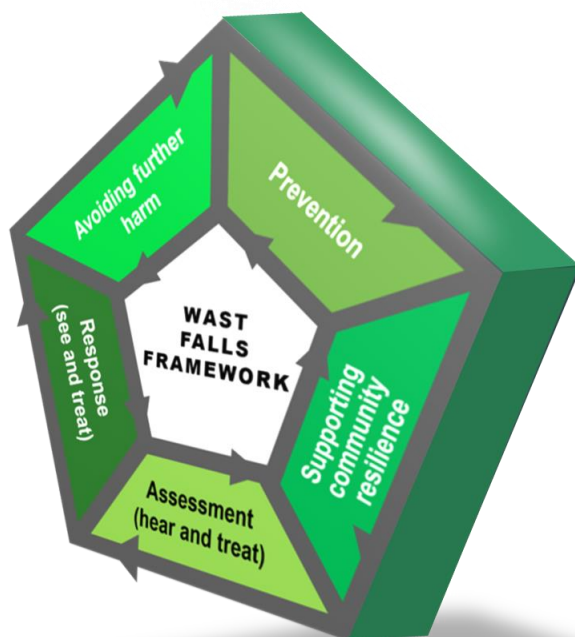 WAST
FALLS
FRAMEWORK
Prevention
Supporting
community
resilience
Assessment
(hear and treat)
Response
(see and treat)
Avoiding further
harm